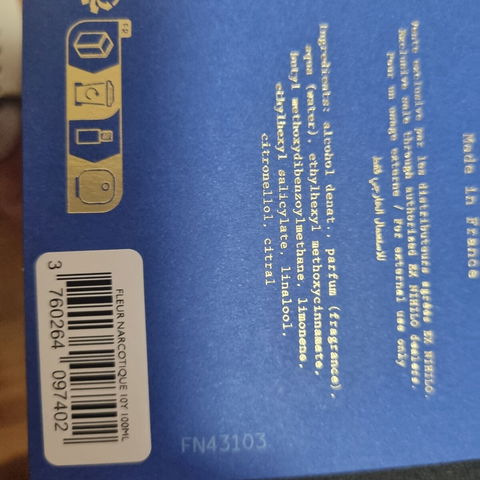 Made in France
Vente exclusive par les distributeurs agréés EX NIHILO.
Exclusive sale through authorized EX NIHILO dealers.
Pour un usage externe / For external use only
للاستعمال الخارجي فقط
Ingredients: alcohol denat., parfum (fragrance),
aqua (water), ethylhexyl methoxycinnamate,
butyl methoxydibenzoylmethane, limonene,
ethylhexyl salicylate, linalool,
citronellol, citral
FLEUR NARCOTIQUE 10Y 100ML
3 760264 097402
FN43103